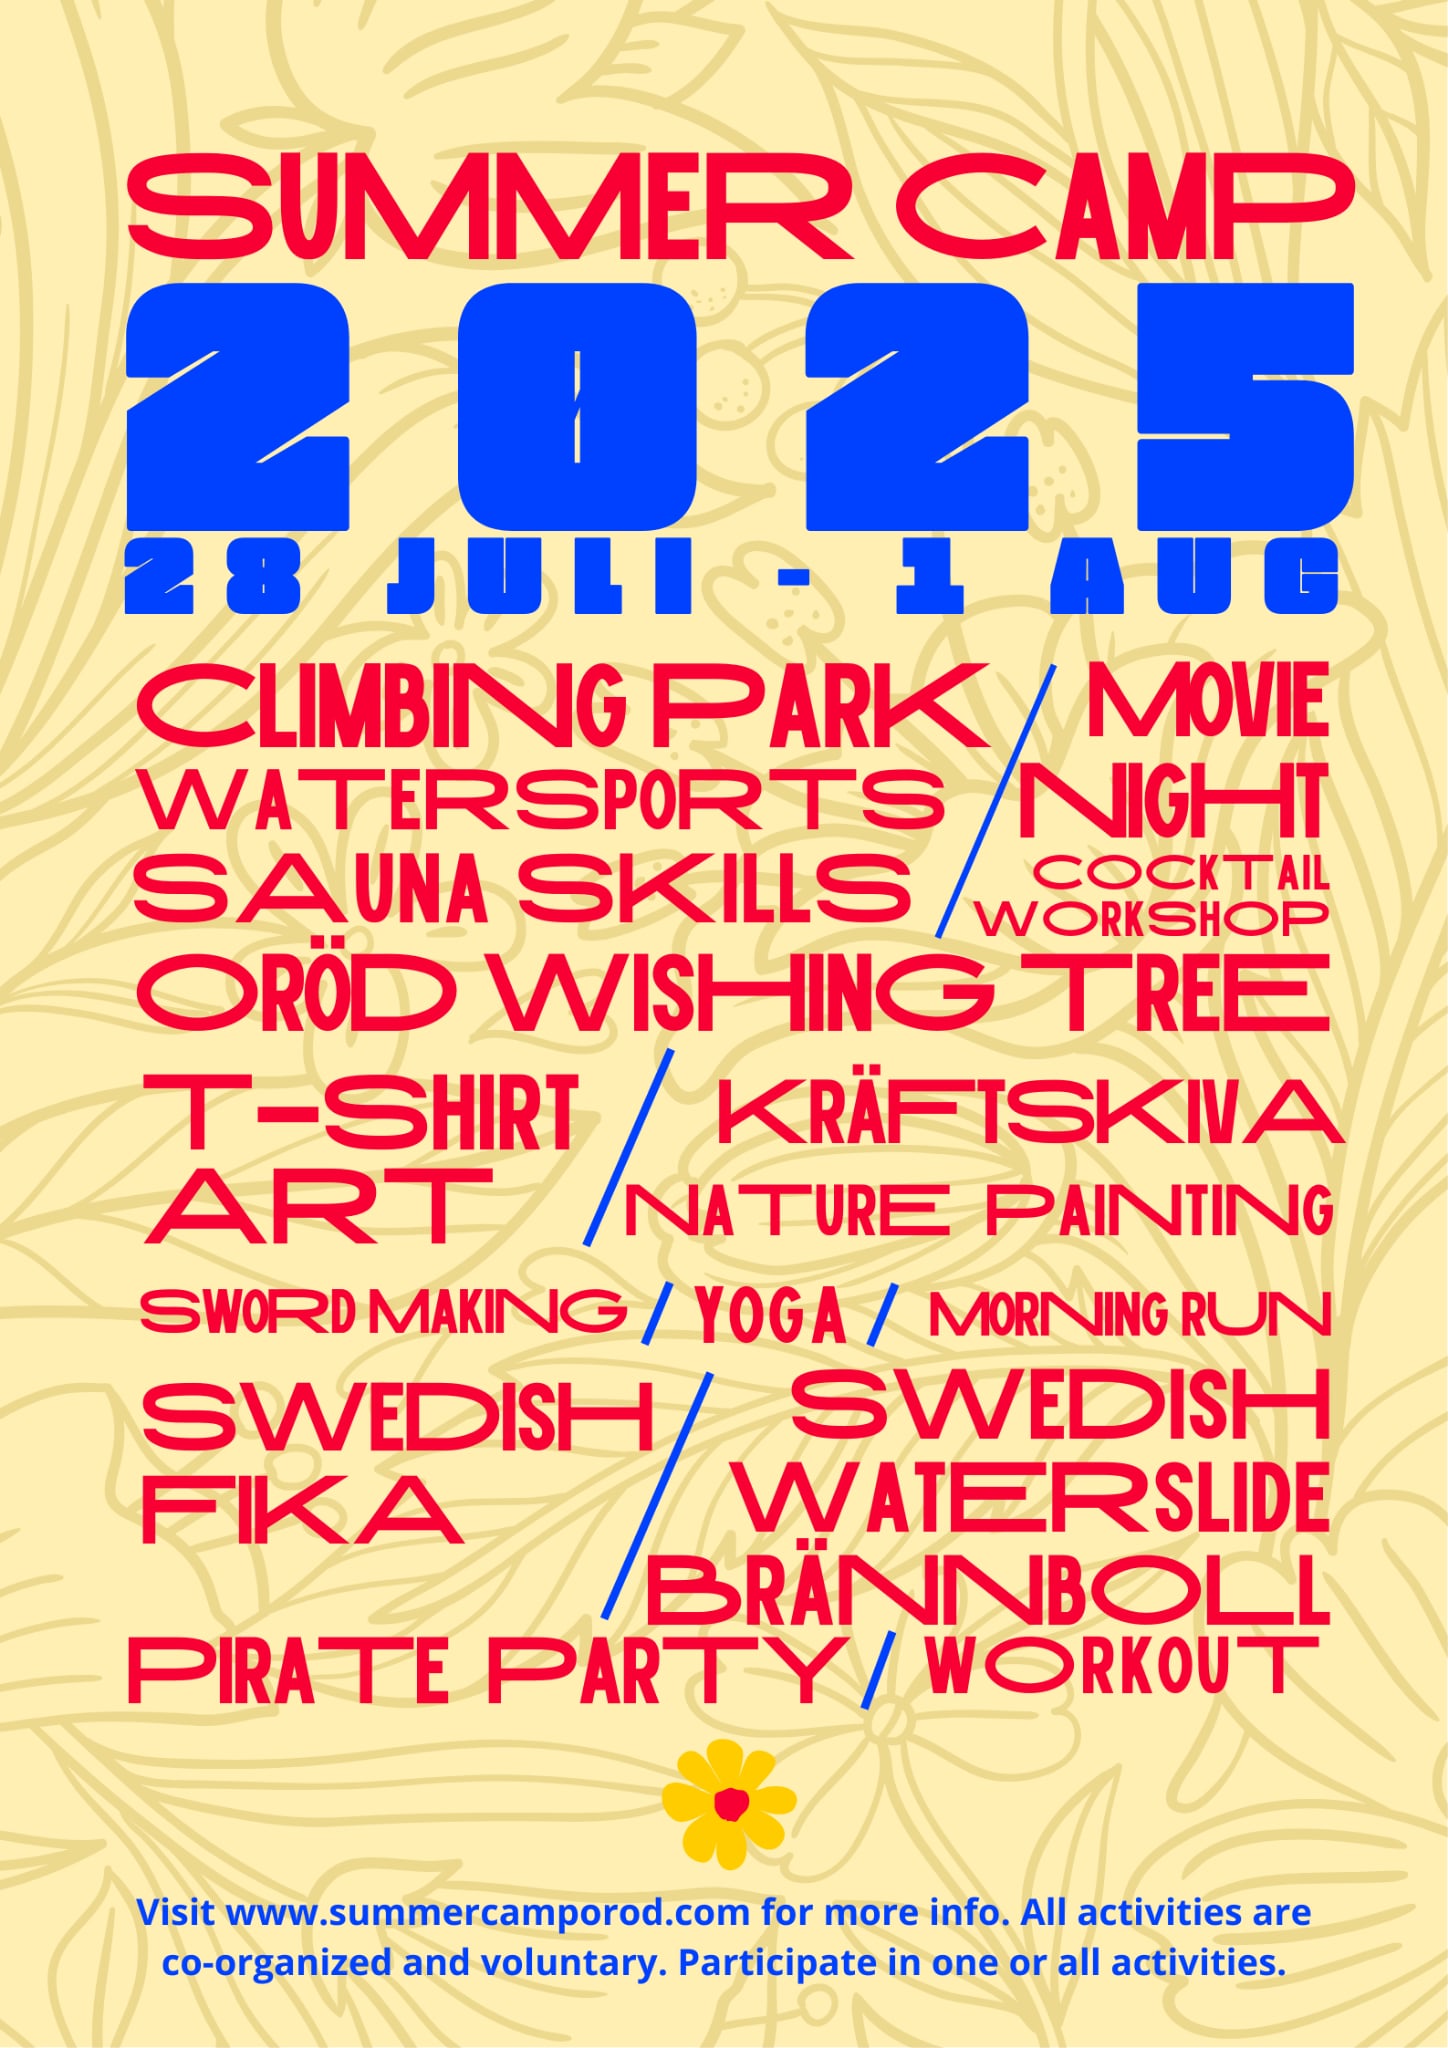 SUMMER CAMP
2025
28 JULI - 1 AUG
CLIMBING PARK / MOVIE
WATERSPORTS NIGHT
SAUNA SKILLS COCKTAIL
WORKSHOP
ORÖD WISHING TREE
T-SHIRT / KRÄFTSKIVA
ART NATURE PAINTING
SWORD MAKING / YOGA / MORNING RUN
SWEDISH / SWEDISH
FIKA WATERSLIDE
BRÄNNBOLL
PIRATE PARTY / WORKOUT
Visit www.summercamporod.com for more info. All activities are
co-organized and voluntary. Participate in one or all activities.